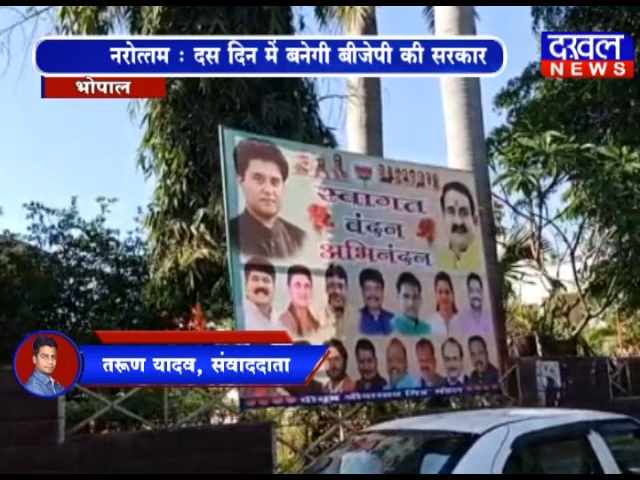 नरोत्तम : दस दिन में बनेगी बीजेपी की सरकार
दखल
NEWS
भोपाल
स्वागत
वंदन
अभिनंदन
तरूण यादव, संवाददाता